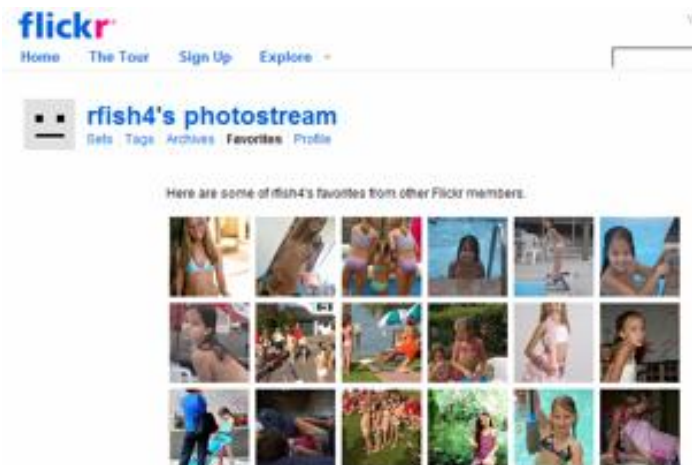 flickr
Home The Tour Sign Up Explore
rfish4's photostream
Sets Tags Archives Favorites Profile
Here are some of rfish4's favorites from other Flickr members.